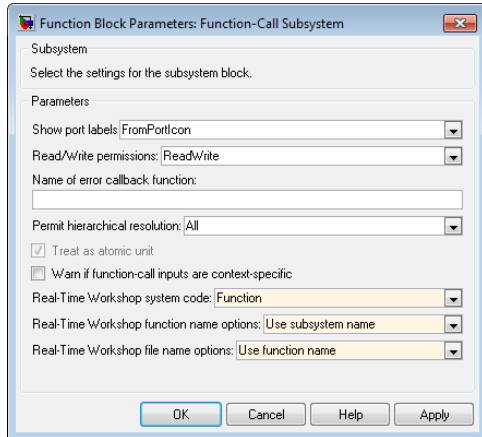 Function Block Parameters: Function-Call Subsystem
Subsystem
Select the settings for the subsystem block.
Parameters
Show port labels FromPortIcon
Read/Write permissions: ReadWrite
Name of error callback function:
Permit hierarchical resolution: All
Treat as atomic unit
Warn if function-call inputs are context-specific
Real-Time Workshop system code: Function
Real-Time Workshop function name options: Use subsystem name
Real-Time Workshop file name options: Use function name
OK Cancel Help Apply